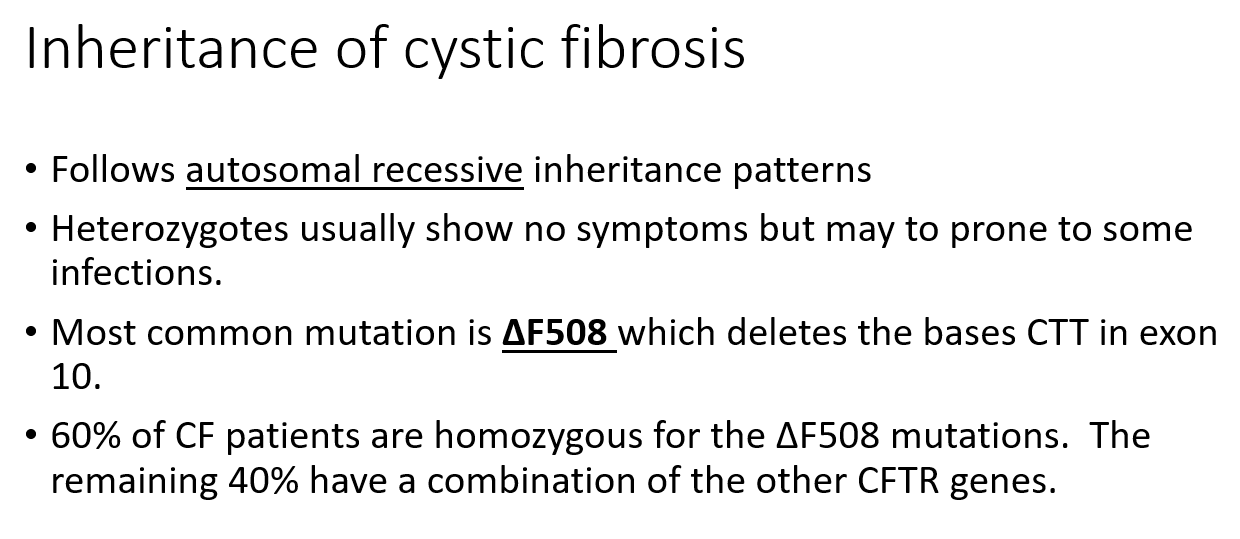 Inheritance of cystic fibrosis
• Follows autosomal recessive inheritance patterns
• Heterozygotes usually show no symptoms but may to prone to some
infections.
• Most common mutation is ΔF508 which deletes the bases CTT in exon
10.
• 60% of CF patients are homozygous for the ΔF508 mutations.  The
remaining 40% have a combination of the other CFTR genes.